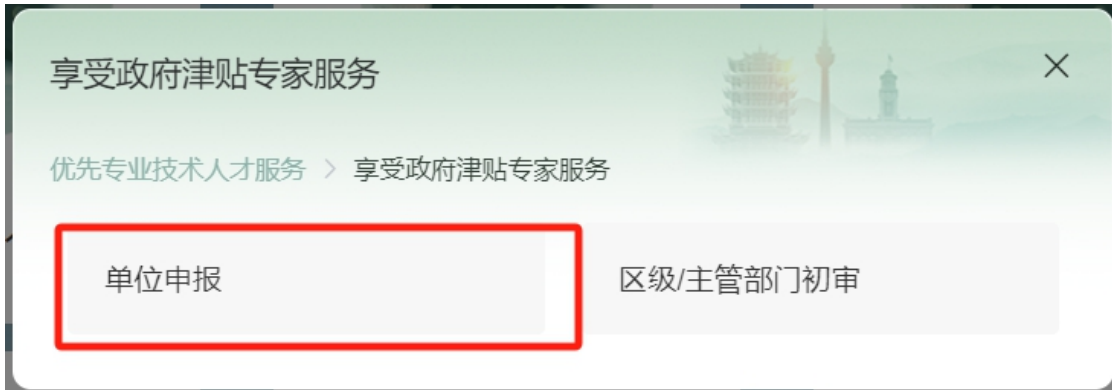 享受政府津贴专家服务
优先专业技术人才服务 > 享受政府津贴专家服务
单位申报 区级/主管部门初审